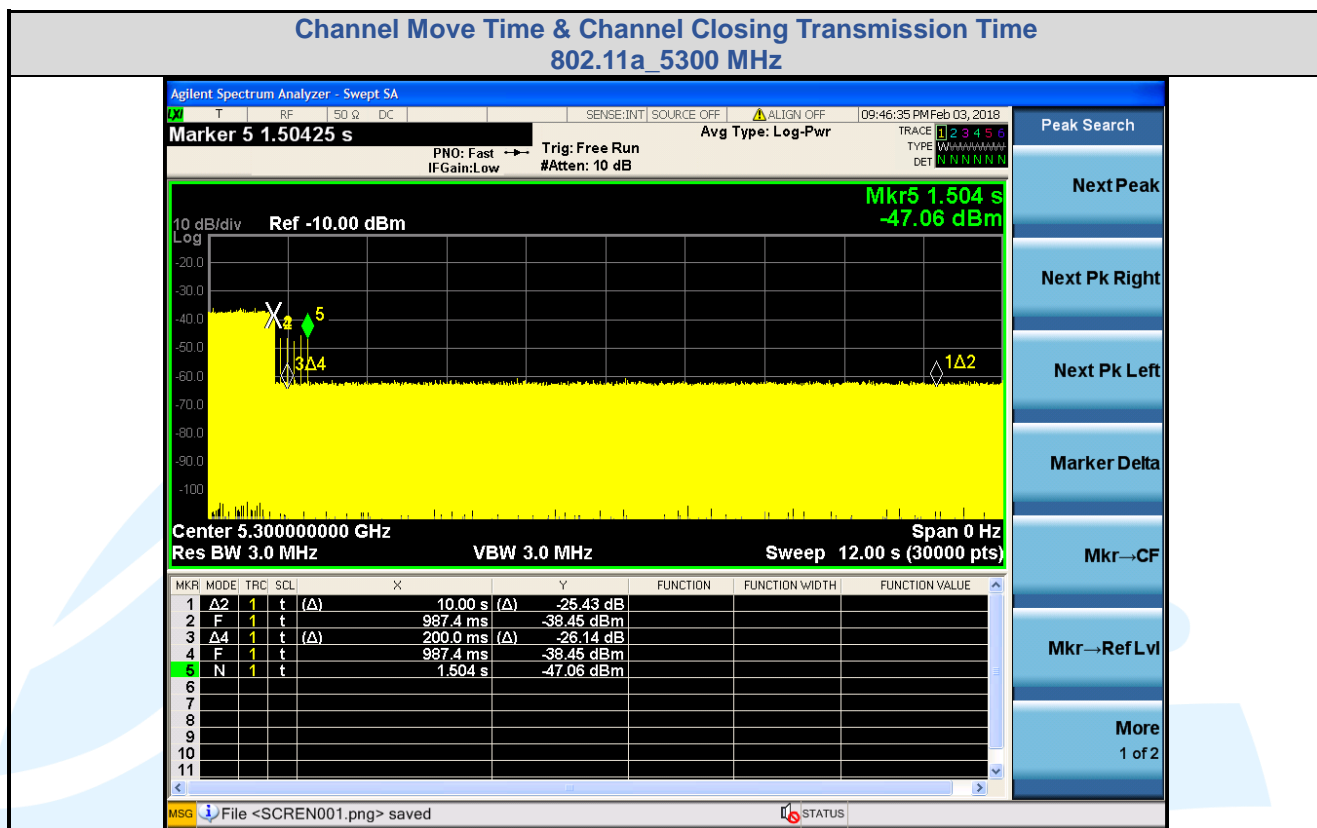 Channel Move Time & Channel Closing Transmission Time
802.11a_5300 MHz
Agilent Spectrum Analyzer - Swept SA
LXI T RF 50 Ω DC SENSE:INT SOURCE OFF ALIGN OFF 09:46:35 PM Feb 03, 2018
Marker 5 1.50425 s
PNO: Fast
IFGain:Low
Trig: Free Run
#Atten: 10 dB
Avg Type: Log-Pwr
TRACE 1 2 3 4 5 6
TYPE W
DET N N N N N N
Peak Search
Mkr5 1.504 s
-47.06 dBm
10 dB/div Ref -10.00 dBm
Log
-20.0
-30.0
-40.0
-50.0
-60.0
-70.0
-80.0
-90.0
-100
X
5
3Δ4
1Δ2
Center 5.300000000 GHz Span 0 Hz
Res BW 3.0 MHz VBW 3.0 MHz Sweep 12.00 s (30000 pts)
MKR MODE TRC SCL X Y FUNCTION FUNCTION WIDTH FUNCTION VALUE
1 Δ2 1 t (Δ) 10.00 s (Δ) -25.43 dB
2 F 1 t 987.4 ms -38.45 dBm
3 Δ4 1 t (Δ) 200.0 ms (Δ) -26.14 dB
4 F 1 t 987.4 ms -38.45 dBm
5 N 1 t 1.504 s -47.06 dBm
6
7
8
9
10
11
MSG File <SCREN001.png> saved STATUS
Next Peak
Next Pk Right
Next Pk Left
Marker Delta
Mkr→CF
Mkr→Ref Lvl
More
1 of 2